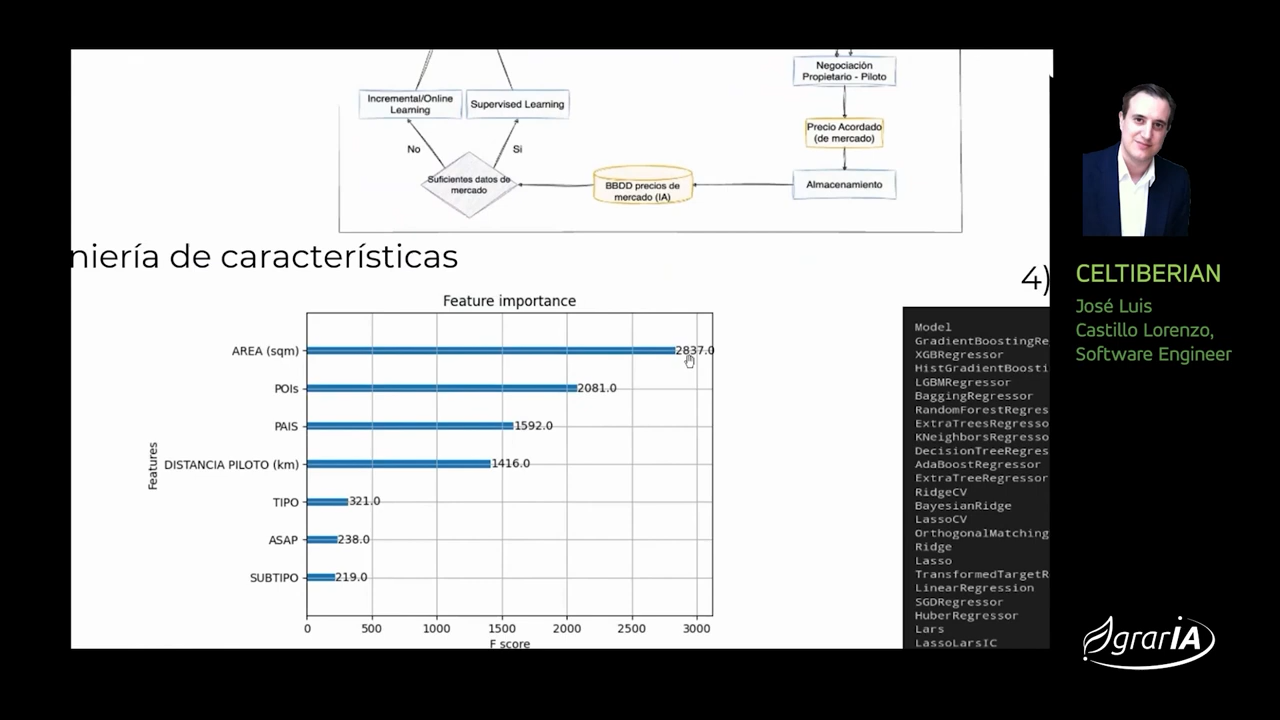 Negociación
Propietario - Piloto
Incremental/Online
Learning
Supervised Learning
Precio Acordado
(de mercado)
No
Si
Suficientes datos de
mercado
BBDD precios de
mercado (IA)
Almacenamiento
niería de características
4)
Feature importance
AREA (sqm)
2837.0
POIs
2081.0
PAIS
1592.0
DISTANCIA PILOTO (km)
1416.0
TIPO
321.0
ASAP
238.0
SUBTIPO
219.0
Features
0 500 1000 1500 2000 2500 3000
F score
Model
GradientBoostingRe
XGBRegressor
HistGradientBoosti
LGBMRegressor
BaggingRegressor
RandomForestRegres
ExtraTreesRegresso
KNeighborsRegresso
DecisionTreeRegres
AdaBoostRegressor
ExtraTreeRegressor
RidgeCV
BayesianRidge
LassoCV
OrthogonalMatching
Ridge
Lasso
TransformedTargetR
LinearRegression
SGDRegressor
HuberRegressor
Lars
LassoLarsIC
CELTIBERIAN
José Luis
Castillo Lorenzo,
Software Engineer
AgrarIA